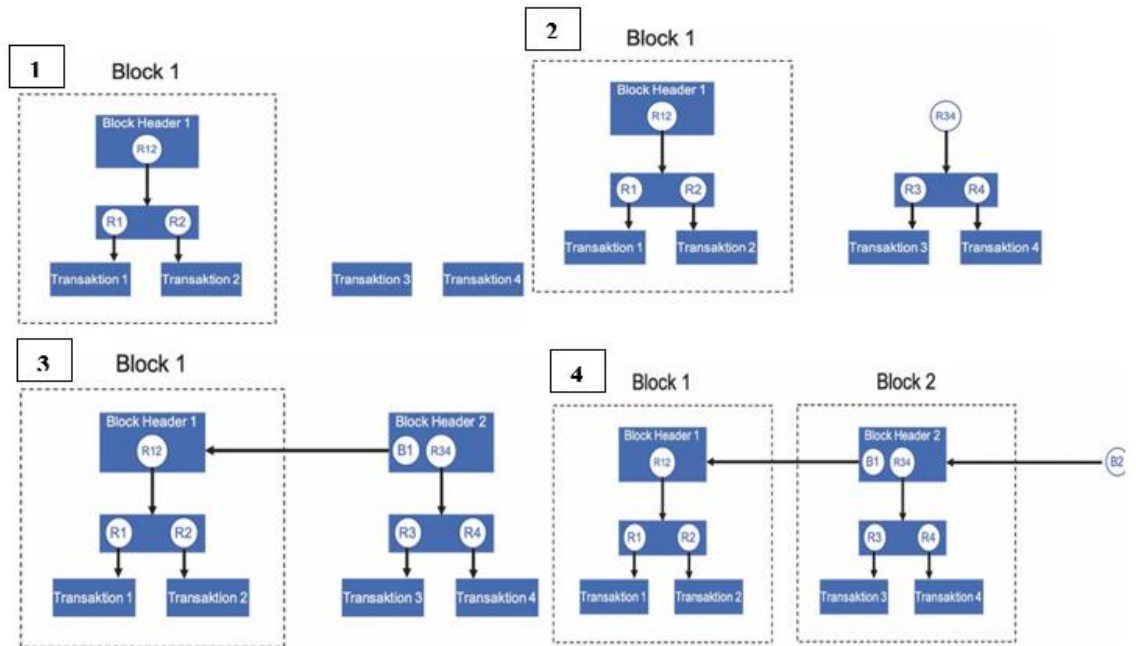 1
Block 1
Block Header 1
R12
R1 R2
Transaktion 1 Transaktion 2 Transaktion 3 Transaktion 4
2
Block 1
Block Header 1
R12 R34
R1 R2 R3 R4
Transaktion 1 Transaktion 2 Transaktion 3 Transaktion 4
3
Block 1
Block Header 1 Block Header 2
R12 B1 R34
R1 R2 R3 R4
Transaktion 1 Transaktion 2 Transaktion 3 Transaktion 4
4
Block 1 Block 2
Block Header 1 Block Header 2
R12 B1 R34 B2
R1 R2 R3 R4
Transaktion 1 Transaktion 2 Transaktion 3 Transaktion 4